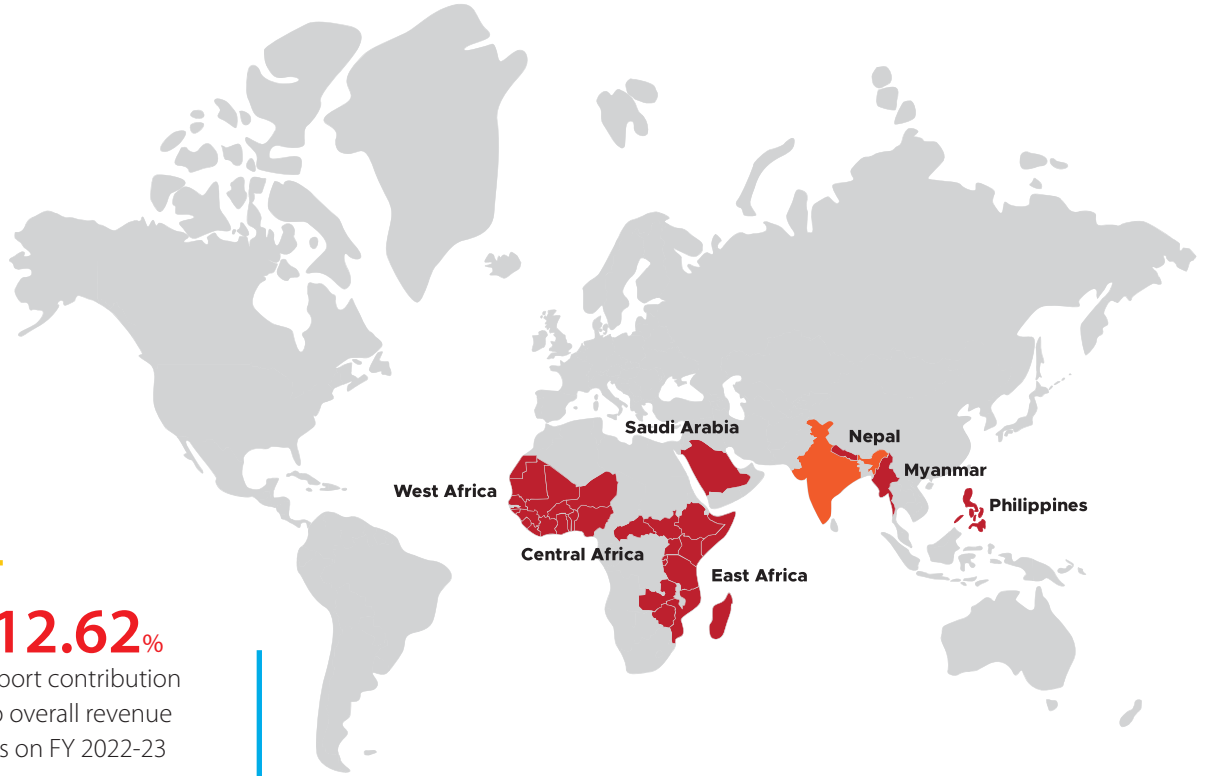 Saudi Arabia
Nepal
Myanmar
West Africa
Philippines
Central Africa
East Africa
12.62%
port contribution
overall revenue
on FY 2022-23